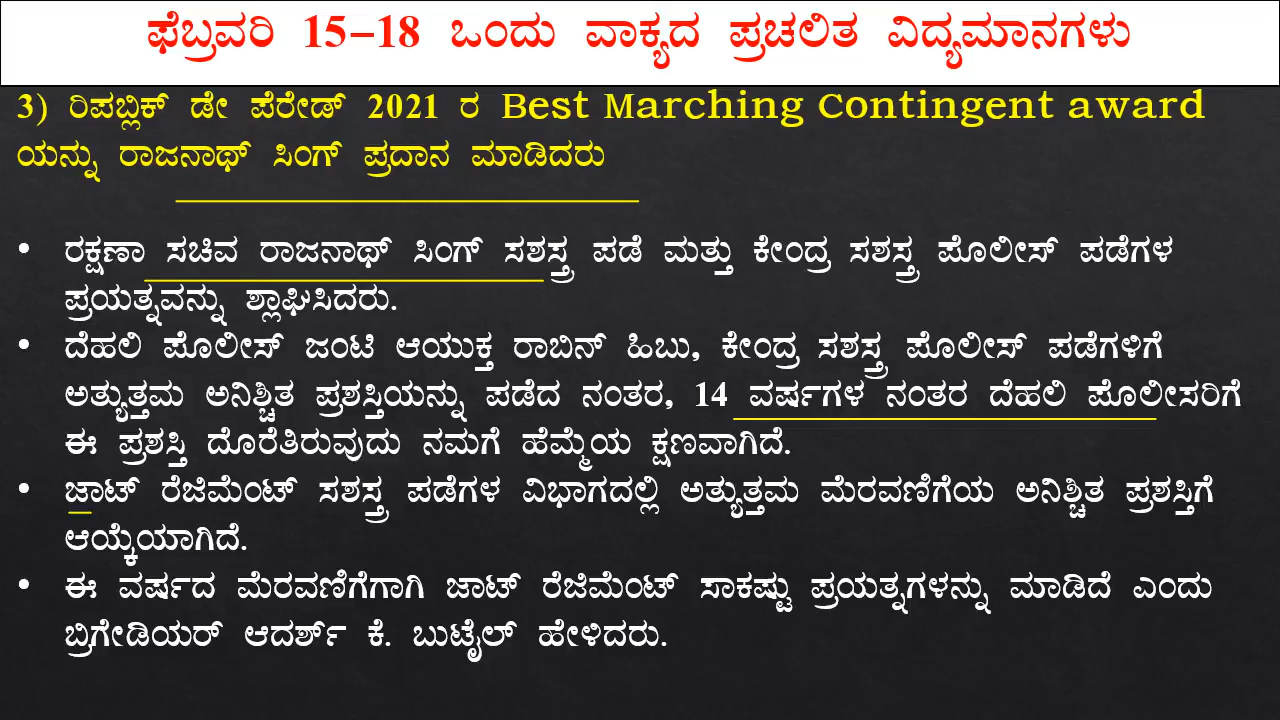 ಫೆಬ್ರವರಿ 15–18 ಒಂದು ವಾಕ್ಯದ ಪ್ರಚಲಿತ ವಿದ್ಯಮಾನಗಳು
3) ರಿಪಬ್ಲಿಕ್ ಡೇ ಪೆರೇಡ್ 2021 ರ Best Marching Contingent award
ಯನ್ನು ರಾಜನಾಥ್ ಸಿಂಗ್ ಪ್ರದಾನ ಮಾಡಿದರು
• ರಕ್ಷಣಾ ಸಚಿವ ರಾಜನಾಥ್ ಸಿಂಗ್ ಸಶಸ್ತ್ರ ಪಡೆ ಮತ್ತು ಕೇಂದ್ರ ಸಶಸ್ತ್ರ ಪೊಲೀಸ್ ಪಡೆಗಳ
ಪ್ರಯತ್ನವನ್ನು ಶ್ಲಾಘಿಸಿದರು.
• ದೆಹಲಿ ಪೊಲೀಸ್ ಜಂಟಿ ಆಯುಕ್ತ ರಾಬಿನ್ ಹಿಬು, ಕೇಂದ್ರ ಸಶಸ್ತ್ರ ಪೊಲೀಸ್ ಪಡೆಗಳಿಗೆ
ಅತ್ಯುತ್ತಮ ಅನಿಶ್ಚಿತ ಪ್ರಶಸ್ತಿಯನ್ನು ಪಡೆದ ನಂತರ, 14 ವರ್ಷಗಳ ನಂತರ ದೆಹಲಿ ಪೊಲೀಸರಿಗೆ
ಈ ಪ್ರಶಸ್ತಿ ದೊರೆತಿರುವುದು ನಮಗೆ ಹೆಮ್ಮೆಯ ಕ್ಷಣವಾಗಿದೆ.
• ಜಾಟ್ ರೆಜಿಮೆಂಟ್ ಸಶಸ್ತ್ರ ಪಡೆಗಳ ವಿಭಾಗದಲ್ಲಿ ಅತ್ಯುತ್ತಮ ಮೆರವಣಿಗೆಯ ಅನಿಶ್ಚಿತ ಪ್ರಶಸ್ತಿಗೆ
ಆಯ್ಕೆಯಾಗಿದೆ.
• ಈ ವರ್ಷದ ಮೆರವಣಿಗೆಗಾಗಿ ಜಾಟ್ ರೆಜಿಮೆಂಟ್ ಸಾಕಷ್ಟು ಪ್ರಯತ್ನಗಳನ್ನು ಮಾಡಿದೆ ಎಂದು
ಬ್ರಿಗೇಡಿಯರ್ ಆದರ್ಶ್ ಕೆ. ಬುಟೈಲ್ ಹೇಳಿದರು.